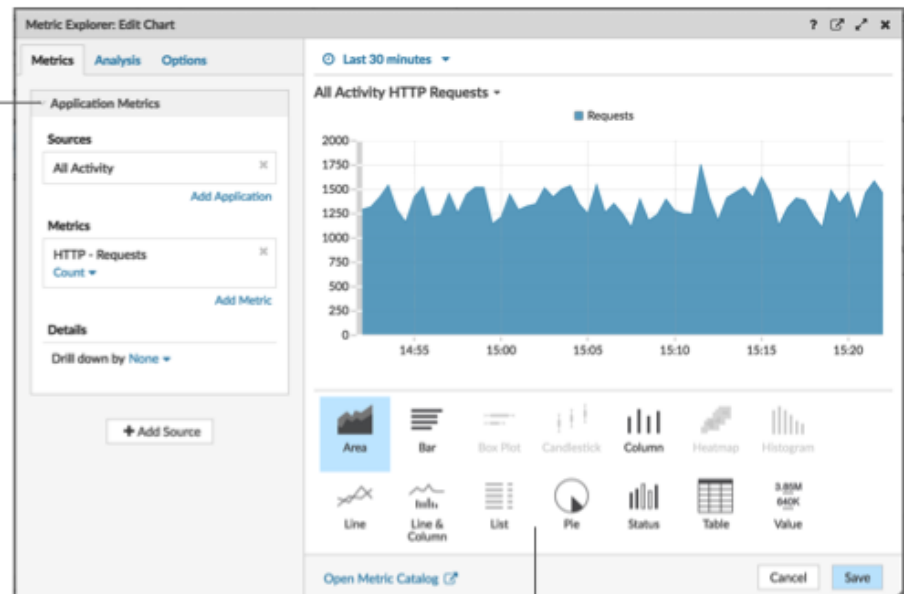 Metric Explorer: Edit Chart ?
Metrics Analysis Options
Application Metrics
Sources
All Activity
Add Application
Metrics
HTTP - Requests
Count
Add Metric
Details
Drill down by None
+ Add Source
Last 30 minutes
All Activity HTTP Requests
Requests
2000
1750
1500
1250
1000
750
500
250
0
14:55 15:00 15:05 15:10 15:15 15:20
Area Bar Box Plot Candlestick Column Heatmap Histogram
3.85M
640K
Line Line & Column List Pie Status Table Value
Open Metric Catalog
Cancel Save